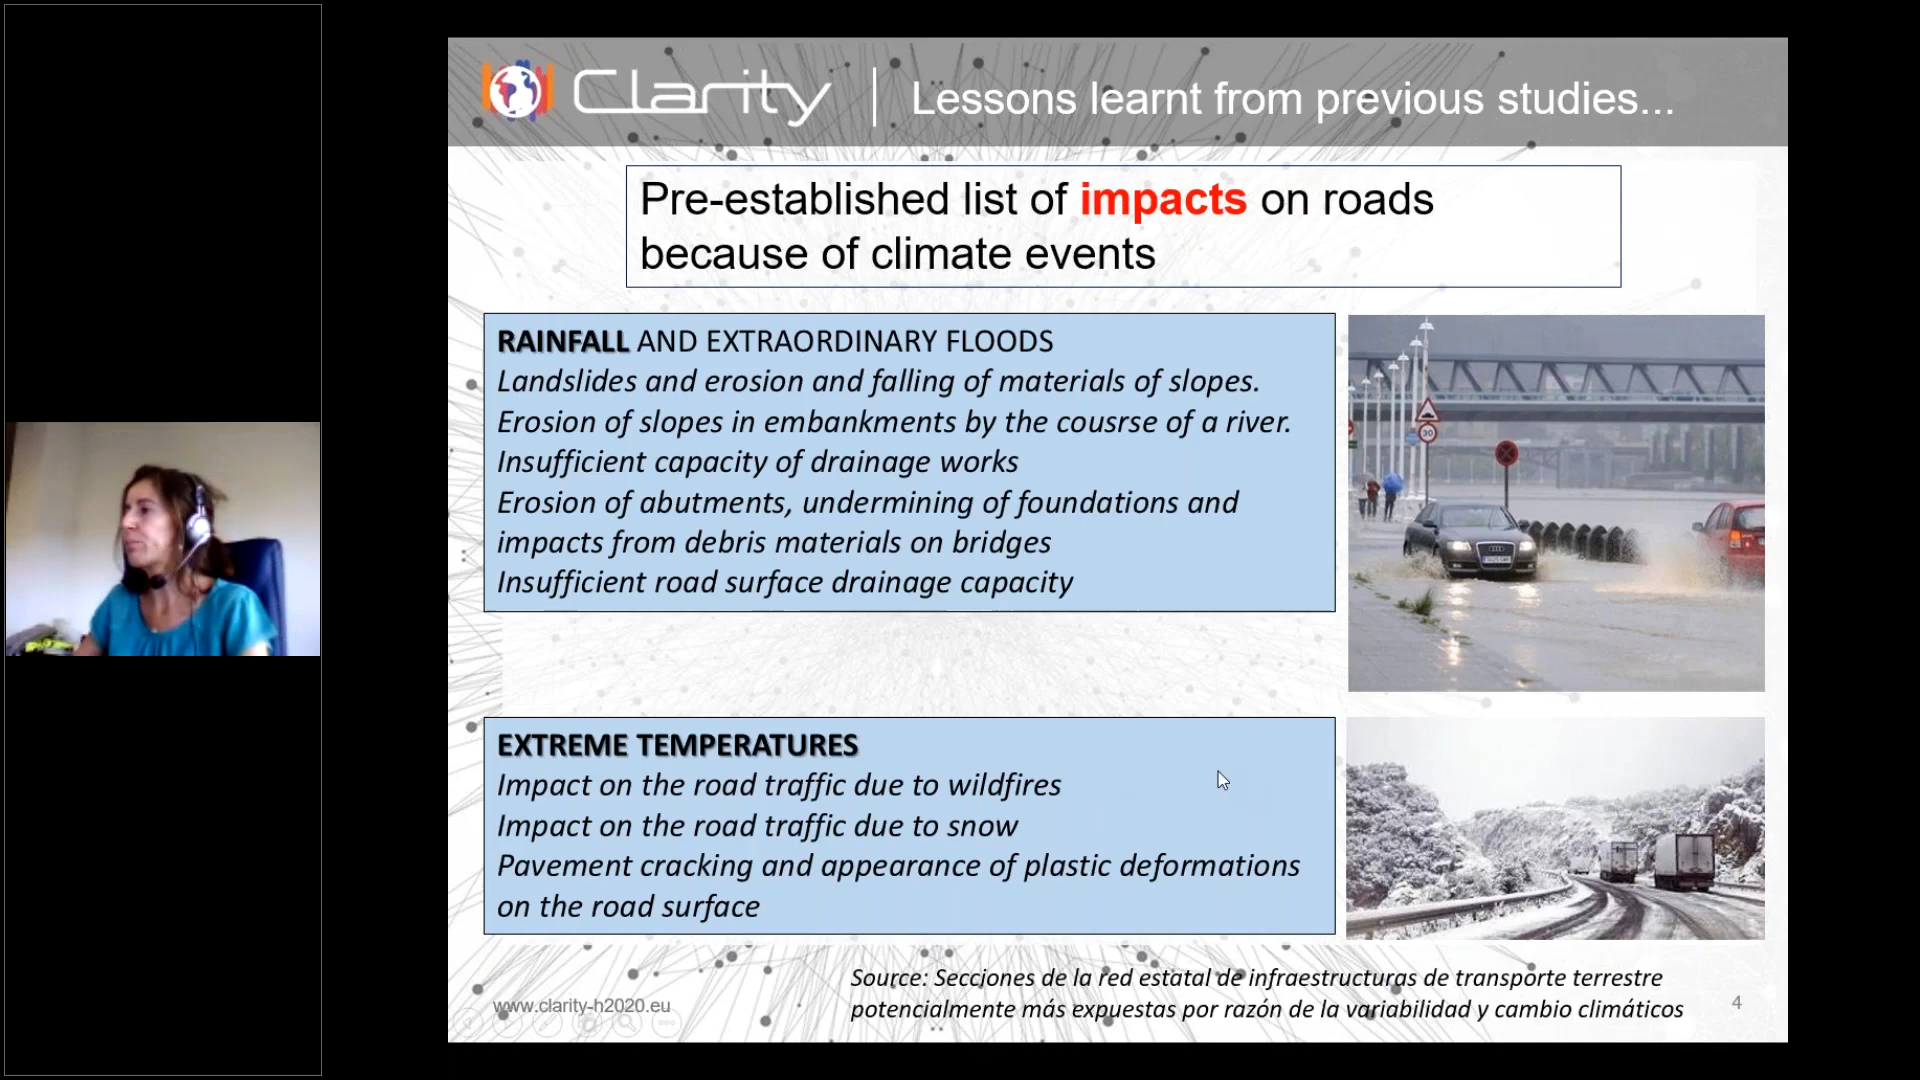 Clarity
Lessons learnt from previous studies...
Pre-established list of impacts on roads
because of climate events
RAINFALL AND EXTRAORDINARY FLOODS
Landslides and erosion and falling of materials of slopes.
Erosion of slopes in embankments by the cousrse of a river.
Insufficient capacity of drainage works
Erosion of abutments, undermining of foundations and
impacts from debris materials on bridges
Insufficient road surface drainage capacity
30
EXTREME TEMPERATURES
Impact on the road traffic due to wildfires
Impact on the road traffic due to snow
Pavement cracking and appearance of plastic deformations
on the road surface
Source: Secciones de la red estatal de infraestructuras de transporte terrestre
potencialmente más expuestas por razón de la variabilidad y cambio climáticos
www.clarity-h2020.eu
4